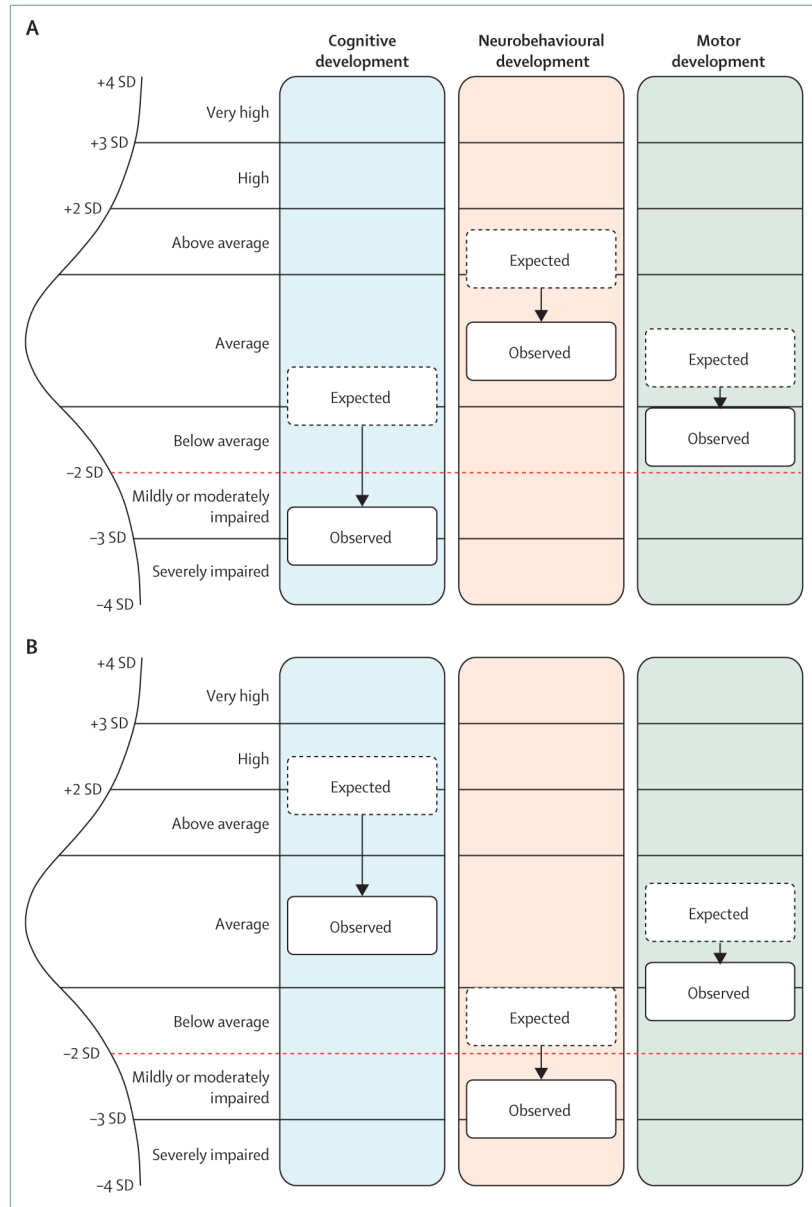 A
Cognitive
development
Neurobehavioural
development
Motor
development
+4 SD
Very high
+3 SD
High
+2 SD
Above average
Expected
Average
Observed
Expected
Expected
Below average
Observed
−2 SD
Mildly or moderately
impaired
Observed
−3 SD
Severely impaired
−4 SD
B
+4 SD
Very high
+3 SD
High
Expected
+2 SD
Above average
Average
Observed
Expected
Below average
Expected
Observed
−2 SD
Mildly or moderately
impaired
Observed
−3 SD
Severely impaired
−4 SD